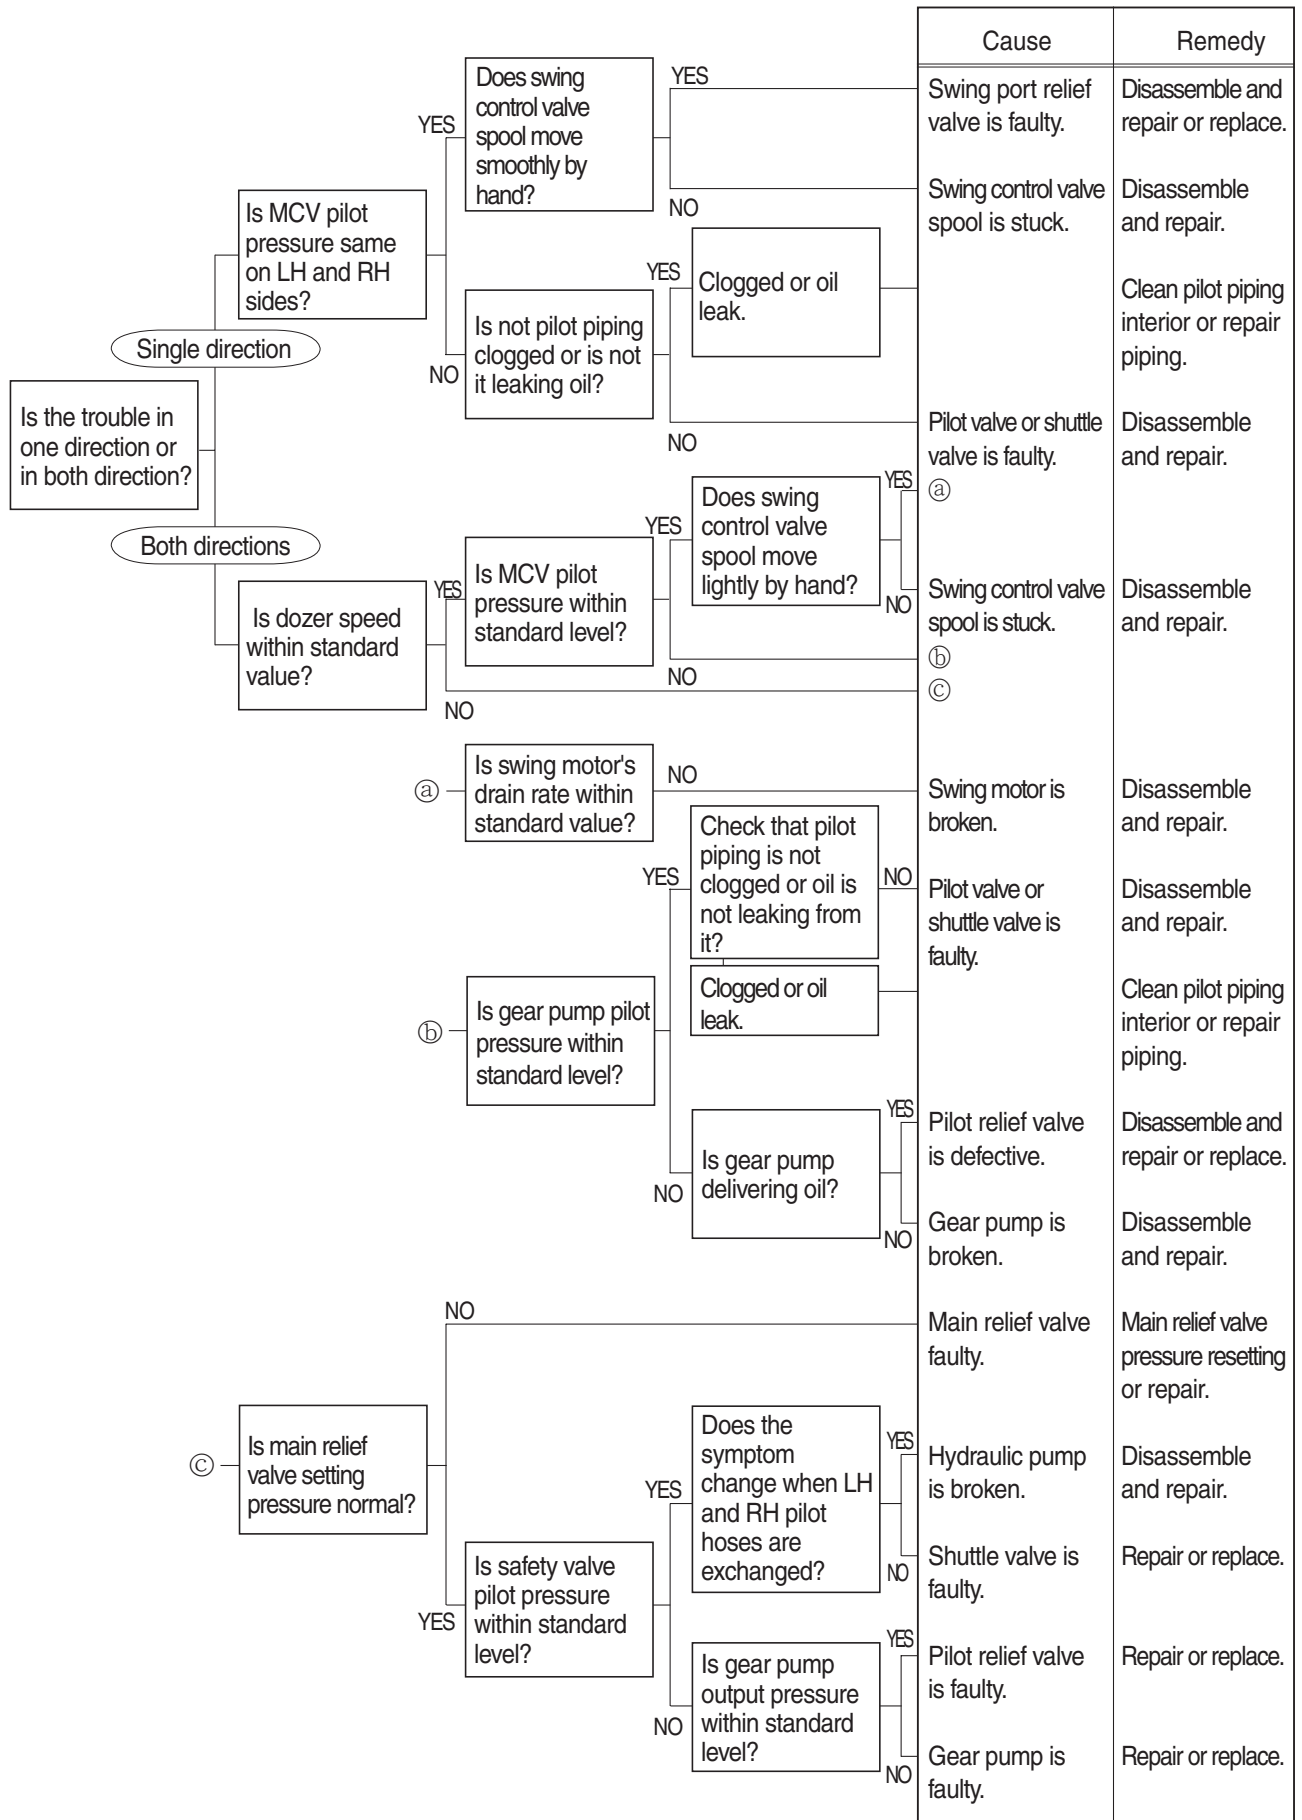 Cause
Remedy
Does swing
control valve
spool move
smoothly by
hand?
YES
YES
NO
Swing port relief
valve is faulty.
Disassemble and
repair or replace.
Swing control valve
spool is stuck.
Disassemble
and repair.
Is MCV pilot
pressure same
on LH and RH
sides?
Single direction
NO
Is not pilot piping
clogged or is not
it leaking oil?
YES
Clogged or oil
leak.
Clean pilot piping
interior or repair
piping.
NO
Pilot valve or shuttle
valve is faulty.
Disassemble
and repair.
Is the trouble in
one direction or
in both direction?
Both directions
Is dozer speed
within standard
value?
YES
Is MCV pilot
pressure within
standard level?
YES
Does swing
control valve
spool move
lightly by hand?
YES
ⓐ
NO
Swing control valve
spool is stuck.
Disassemble
and repair.
NO
ⓑ
NO
ⓒ
ⓐ
Is swing motor's
drain rate within
standard value?
NO
Swing motor is
broken.
Disassemble
and repair.
ⓑ
Is gear pump pilot
pressure within
standard level?
YES
Check that pilot
piping is not
clogged or oil is
not leaking from
it?
NO
Pilot valve or
shuttle valve is
faulty.
Disassemble
and repair.
Clogged or oil
leak.
Clean pilot piping
interior or repair
piping.
NO
Is gear pump
delivering oil?
YES
Pilot relief valve
is defective.
Disassemble and
repair or replace.
NO
Gear pump is
broken.
Disassemble
and repair.
ⓒ
Is main relief
valve setting
pressure normal?
NO
Main relief valve
faulty.
Main relief valve
pressure resetting
or repair.
YES
Is safety valve
pilot pressure
within standard
level?
YES
Does the
symptom
change when LH
and RH pilot
hoses are
exchanged?
YES
Hydraulic pump
is broken.
Disassemble
and repair.
NO
Shuttle valve is
faulty.
Repair or replace.
NO
Is gear pump
output pressure
within standard
level?
YES
Pilot relief valve
is faulty.
Repair or replace.
NO
Gear pump is
faulty.
Repair or replace.